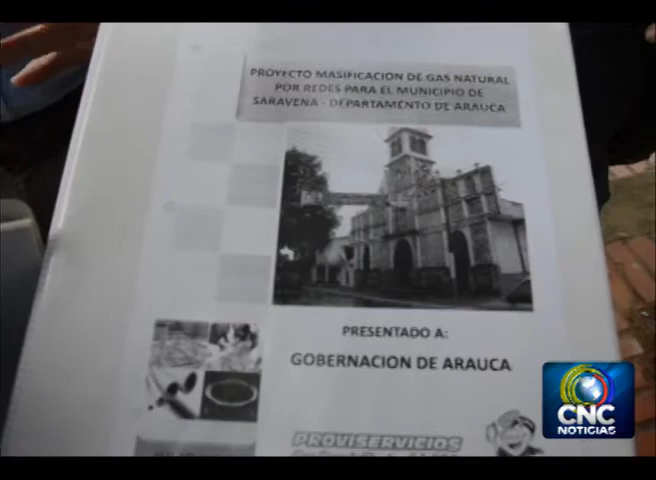 PROYECTO MASIFICACION DE GAS NATURAL
POR REDES PARA EL MUNICIPIO DE
SARAVENA - DEPARTAMENTO DE ARAUCA
PRESENTADO A:
GOBERNACION DE ARAUCA
PROVISERVICIOS
CNC
NOTICIAS